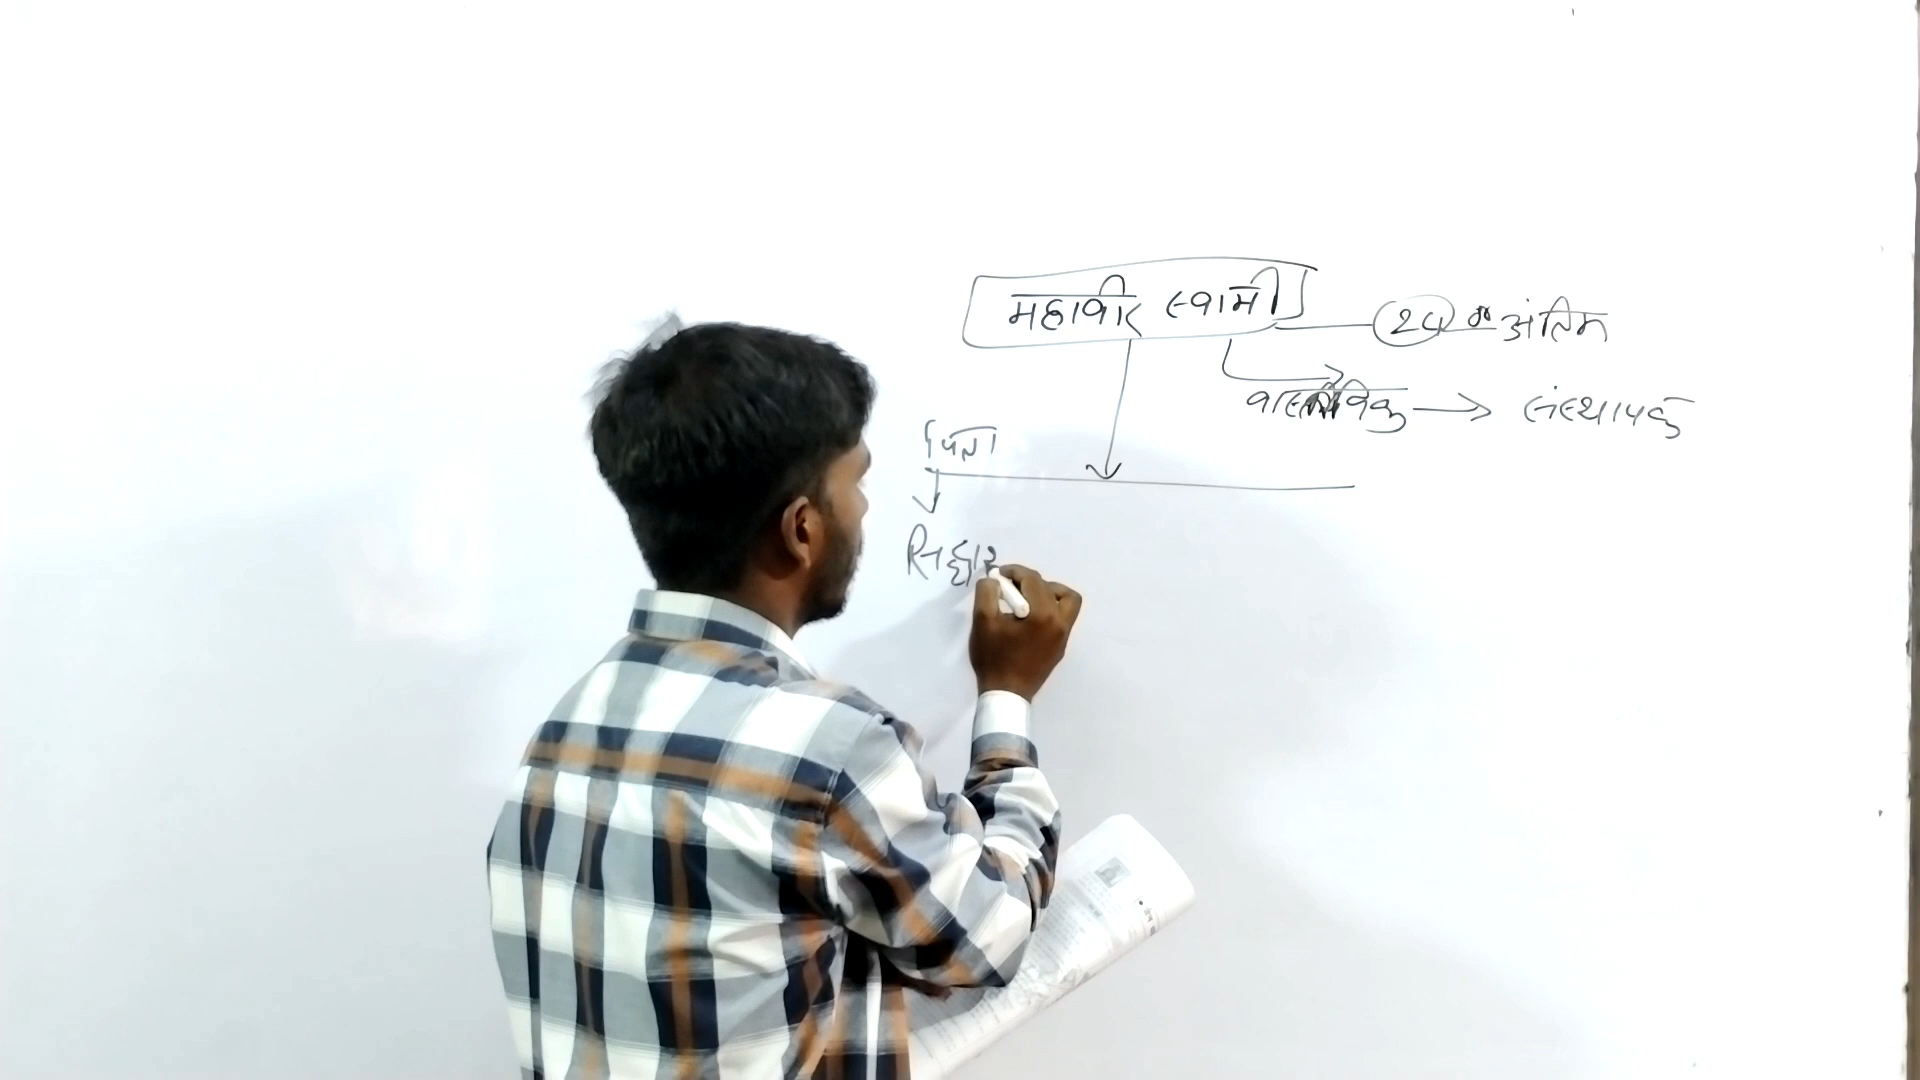 महावीर स्वामी
24 वें अंतिम
वास्तविक → संस्थापक
पिता
सिद्धार